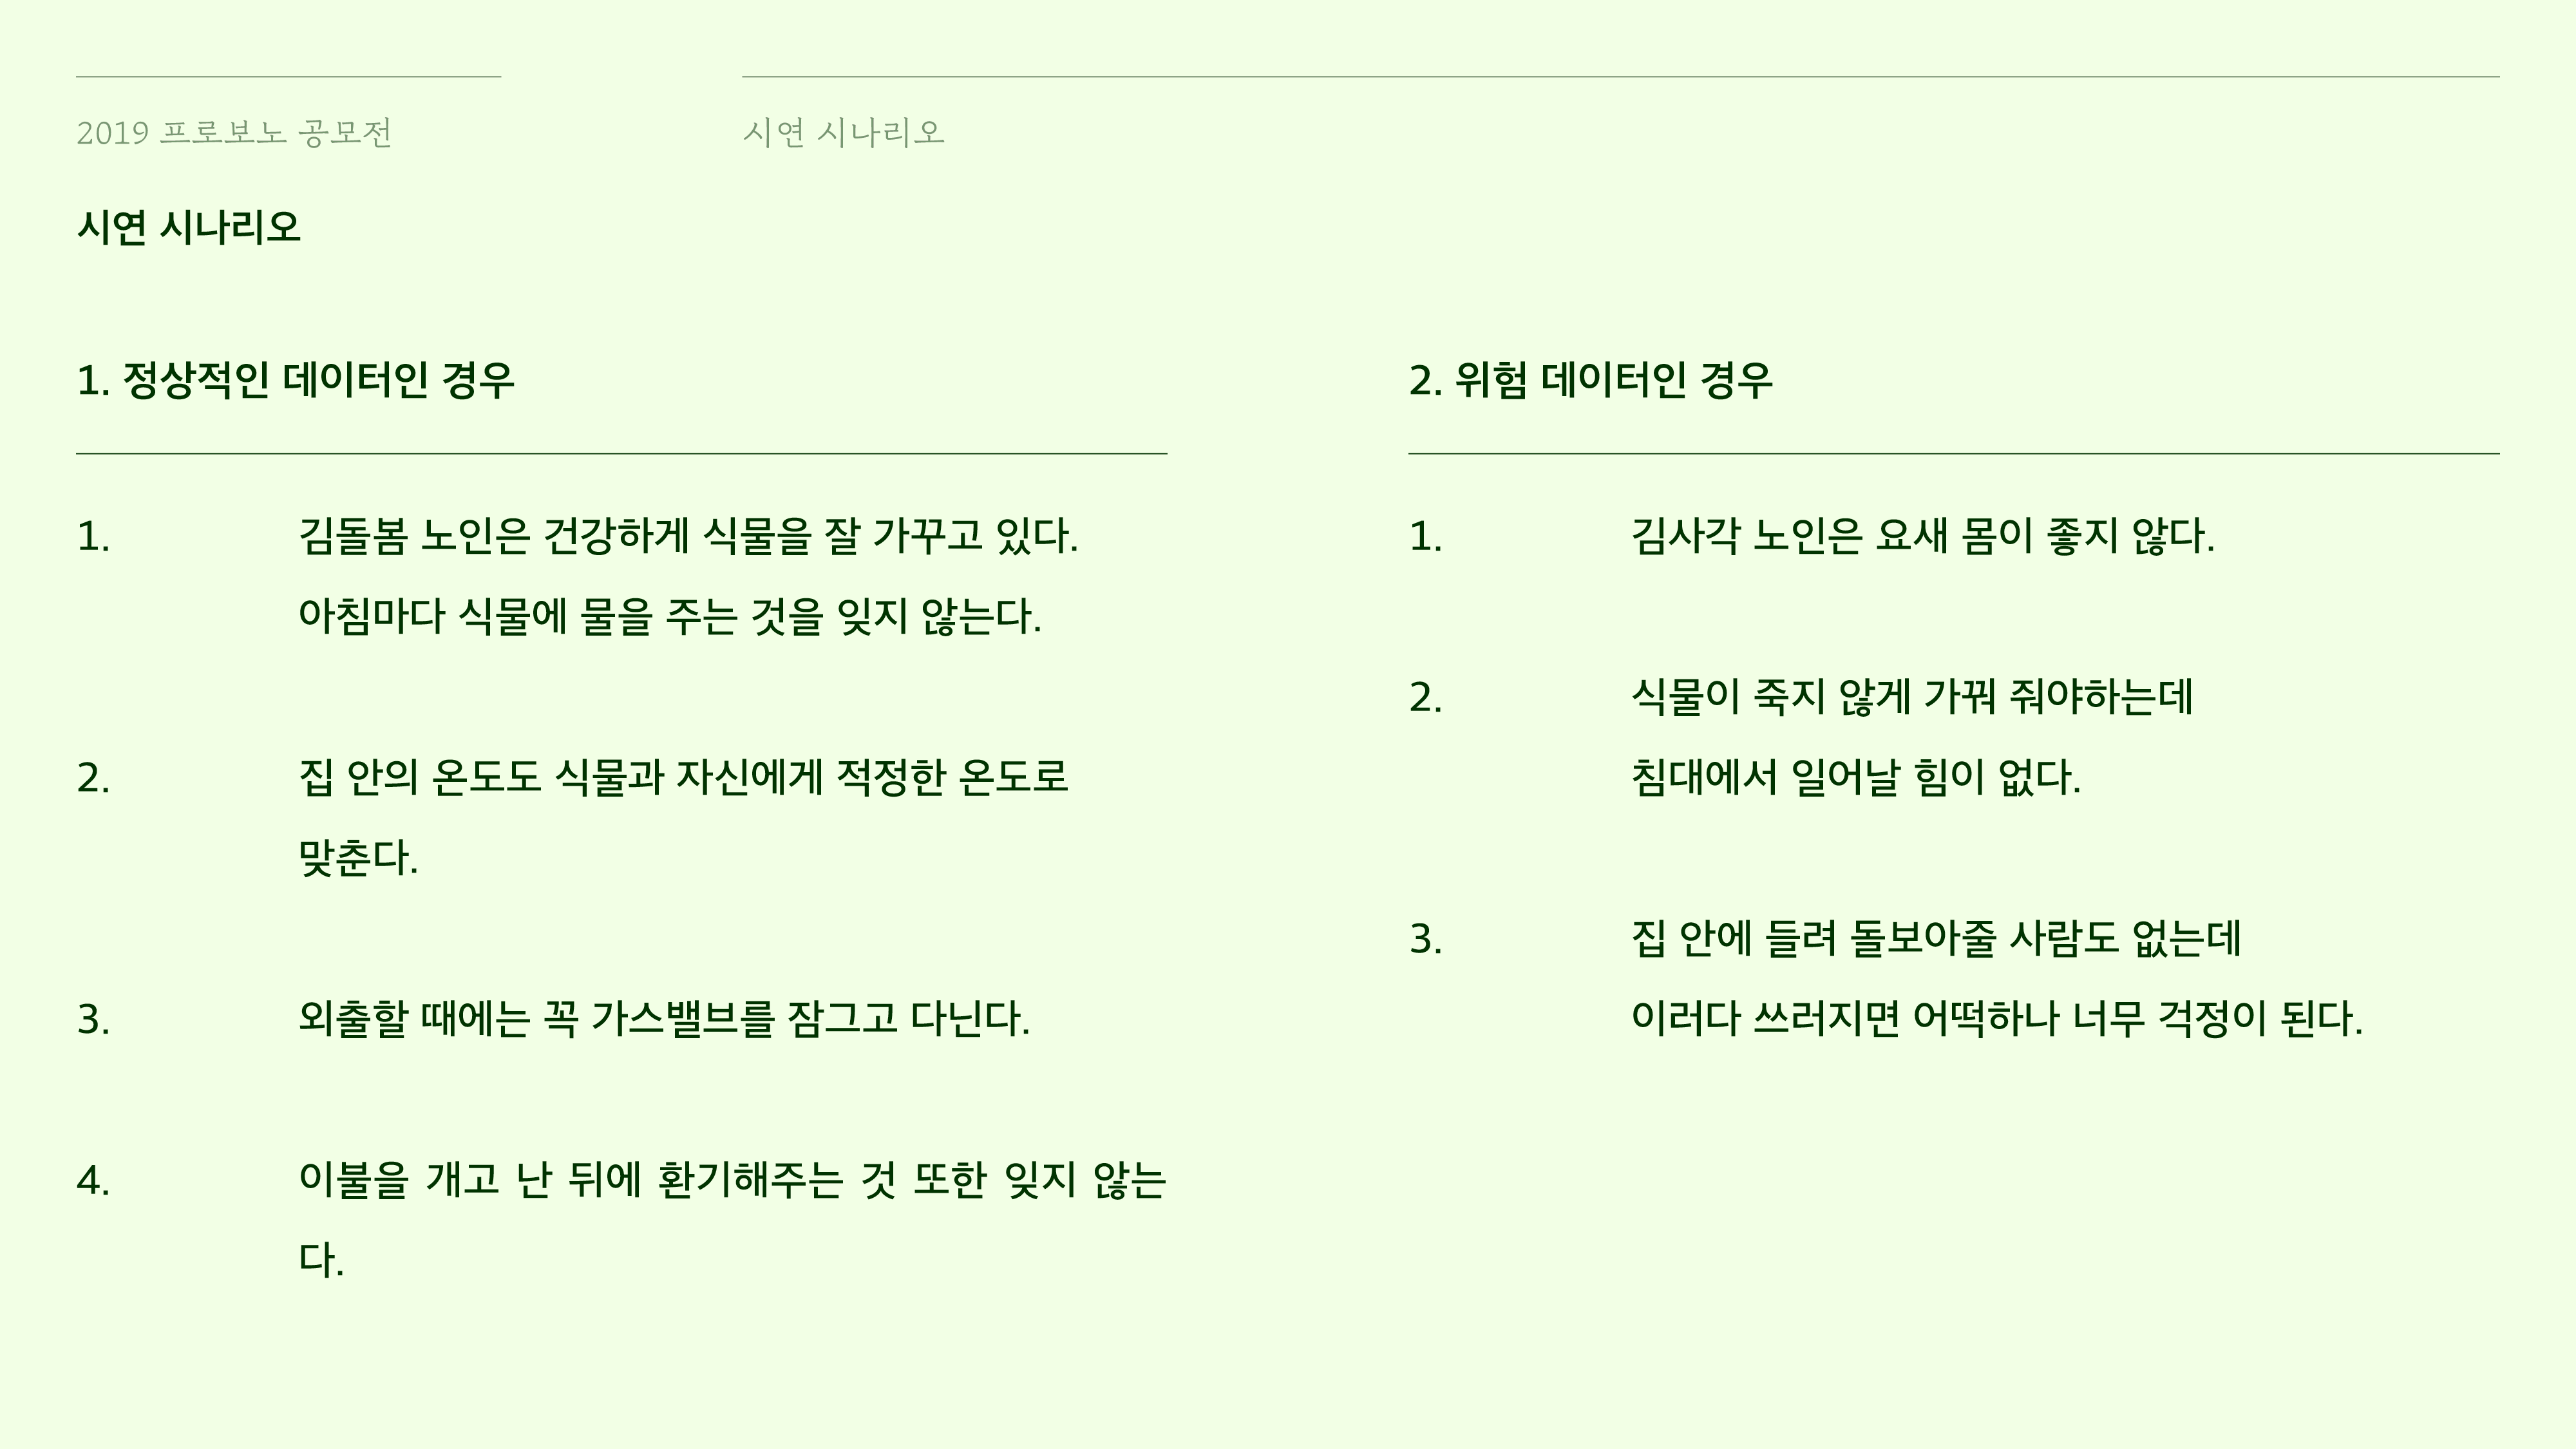 2019 프로보노 공모전
시연 시나리오
시연 시나리오
1. 정상적인 데이터인 경우
1. 김돌봄 노인은 건강하게 식물을 잘 가꾸고 있다.
아침마다 식물에 물을 주는 것을 잊지 않는다.
2. 집 안의 온도도 식물과 자신에게 적정한 온도로
맞춘다.
3. 외출할 때에는 꼭 가스밸브를 잠그고 다닌다.
4. 이불을 개고 난 뒤에 환기해주는 것 또한 잊지 않는
다.
2. 위험 데이터인 경우
1. 김사각 노인은 요새 몸이 좋지 않다.
2. 식물이 죽지 않게 가꿔 줘야하는데
침대에서 일어날 힘이 없다.
3. 집 안에 들려 돌보아줄 사람도 없는데
이러다 쓰러지면 어떡하나 너무 걱정이 된다.